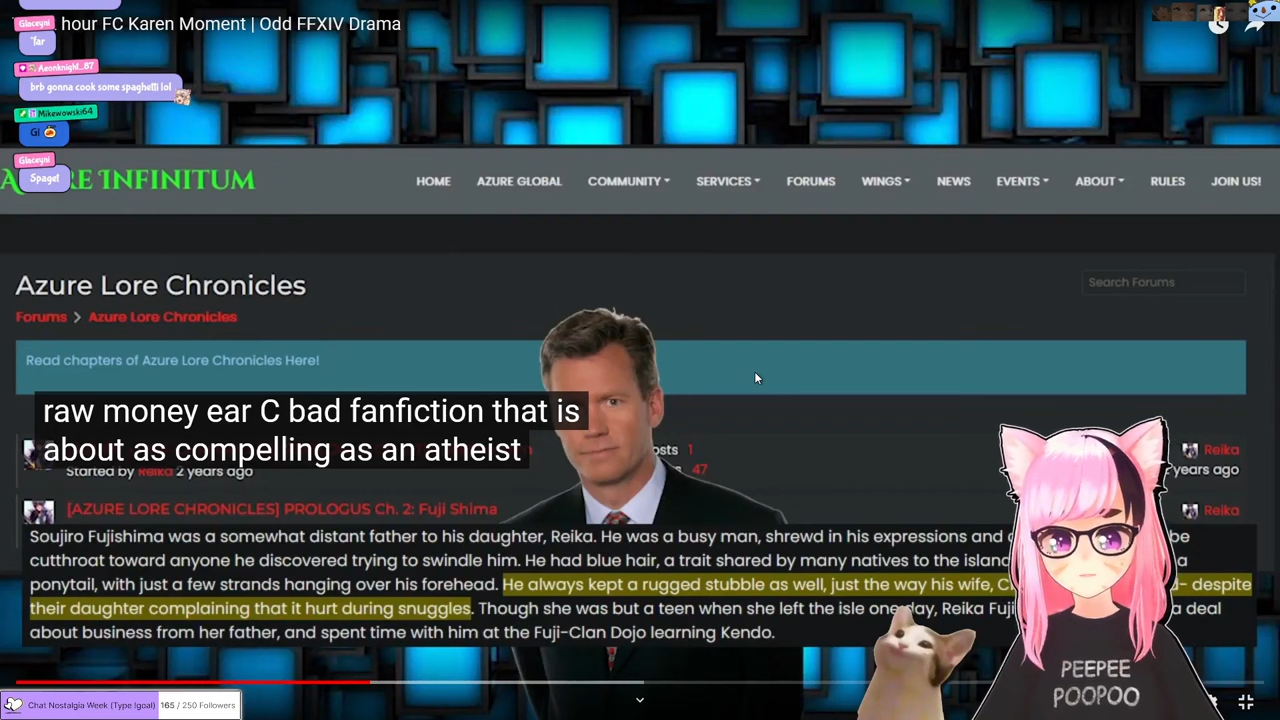 hour FC Karen Moment | Odd FFXIV Drama
Glaceyni
*far
Aeonknight_87
brb gonna cook some spaghetti lol
Mikewowski64
GI
Glaceyni
Spaget
RE INFINITUM
HOME AZURE GLOBAL COMMUNITY SERVICES FORUMS WINGS NEWS EVENTS ABOUT RULES JOIN US!
Azure Lore Chronicles
Search Forums
Forums > Azure Lore Chronicles
Read chapters of Azure Lore Chronicles Here!
raw money ear C bad fanfiction that is
about as compelling as an atheist
osts 1
Reika
47
Started by Reika 2 years ago
years ago
[AZURE LORE CHRONICLES] PROLOGUS Ch. 2: Fuji Shima
Reika
Soujiro Fujishima was a somewhat distant father to his daughter, Reika. He was a busy man, shrewd in his expressions and be
cutthroat toward anyone he discovered trying to swindle him. He had blue hair, a trait shared by many natives to the island a
ponytail, with just a few strands hanging over his forehead. He always kept a rugged stubble as well, just the way his wife, - despite
their daughter complaining that it hurt during snuggles. Though she was but a teen when she left the isle one day, Reika Fuji a deal
about business from her father, and spent time with him at the Fuji-Clan Dojo learning Kendo.
PEEPEE
POOPOO
Chat Nostalgia Week (Type !goal) 165 / 250 Followers